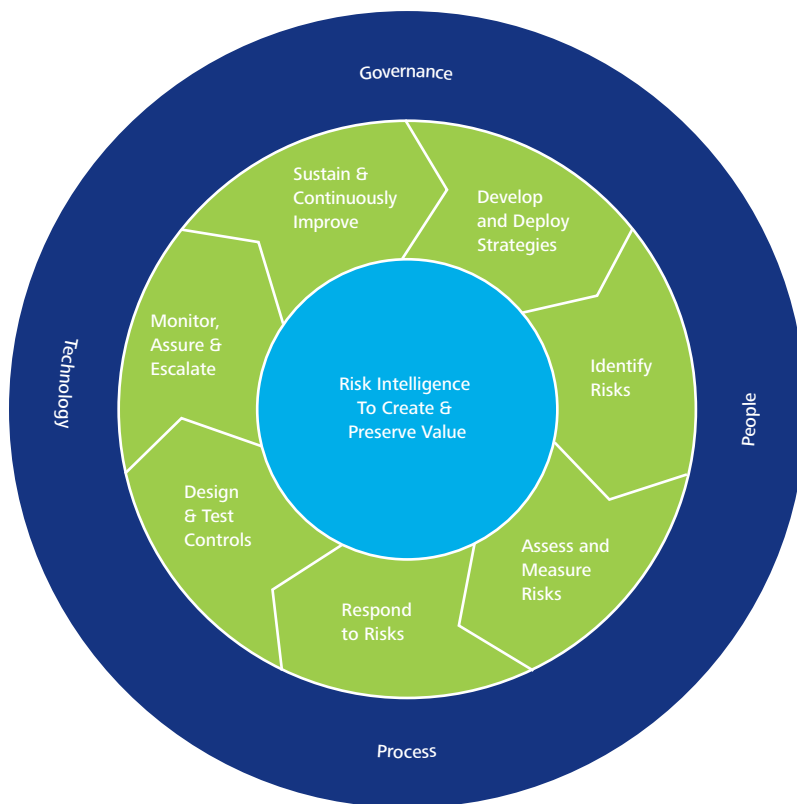 Governance
Sustain &
Continuously
Improve
Develop
and Deploy
Strategies
Monitor,
Assure &
Escalate
Identify
Risks
Technology
Risk Intelligence
To Create &
Preserve Value
People
Design
& Test
Controls
Assess and
Measure
Risks
Respond
to Risks
Process